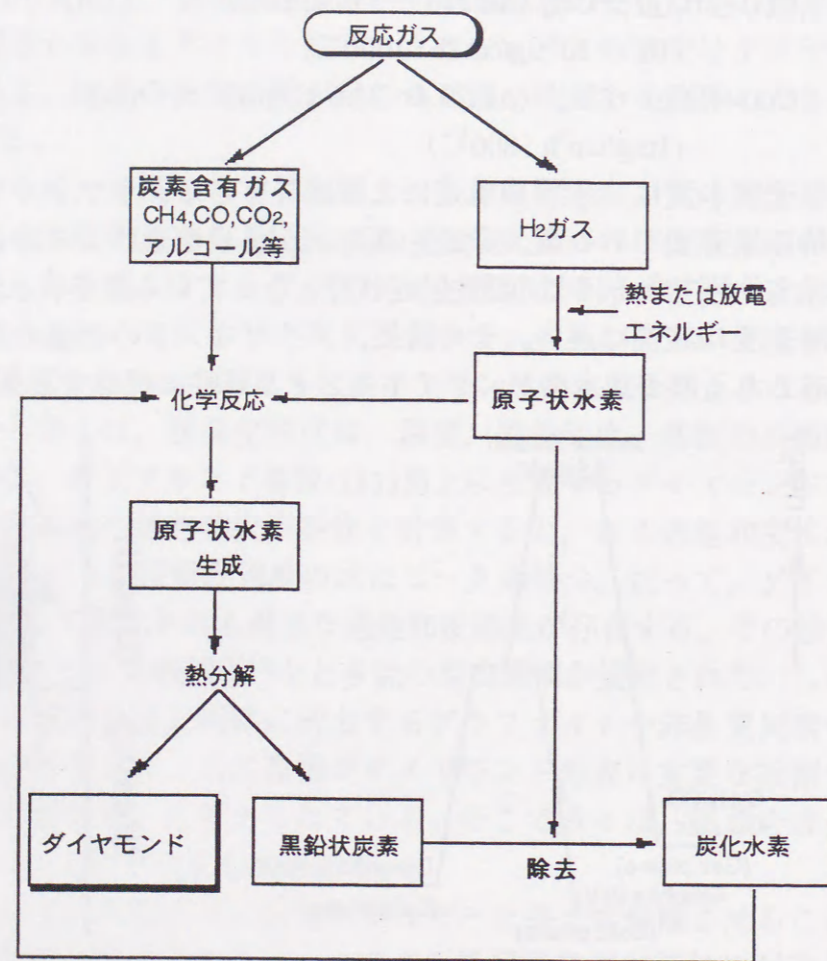 反応ガス
炭素含有ガス
CH4,CO,CO2,
アルコール等
H2ガス
熱または放電
エネルギー
化学反応
原子状水素
原子状水素
生成
熱分解
ダイヤモンド
黒鉛状炭素
除去
炭化水素